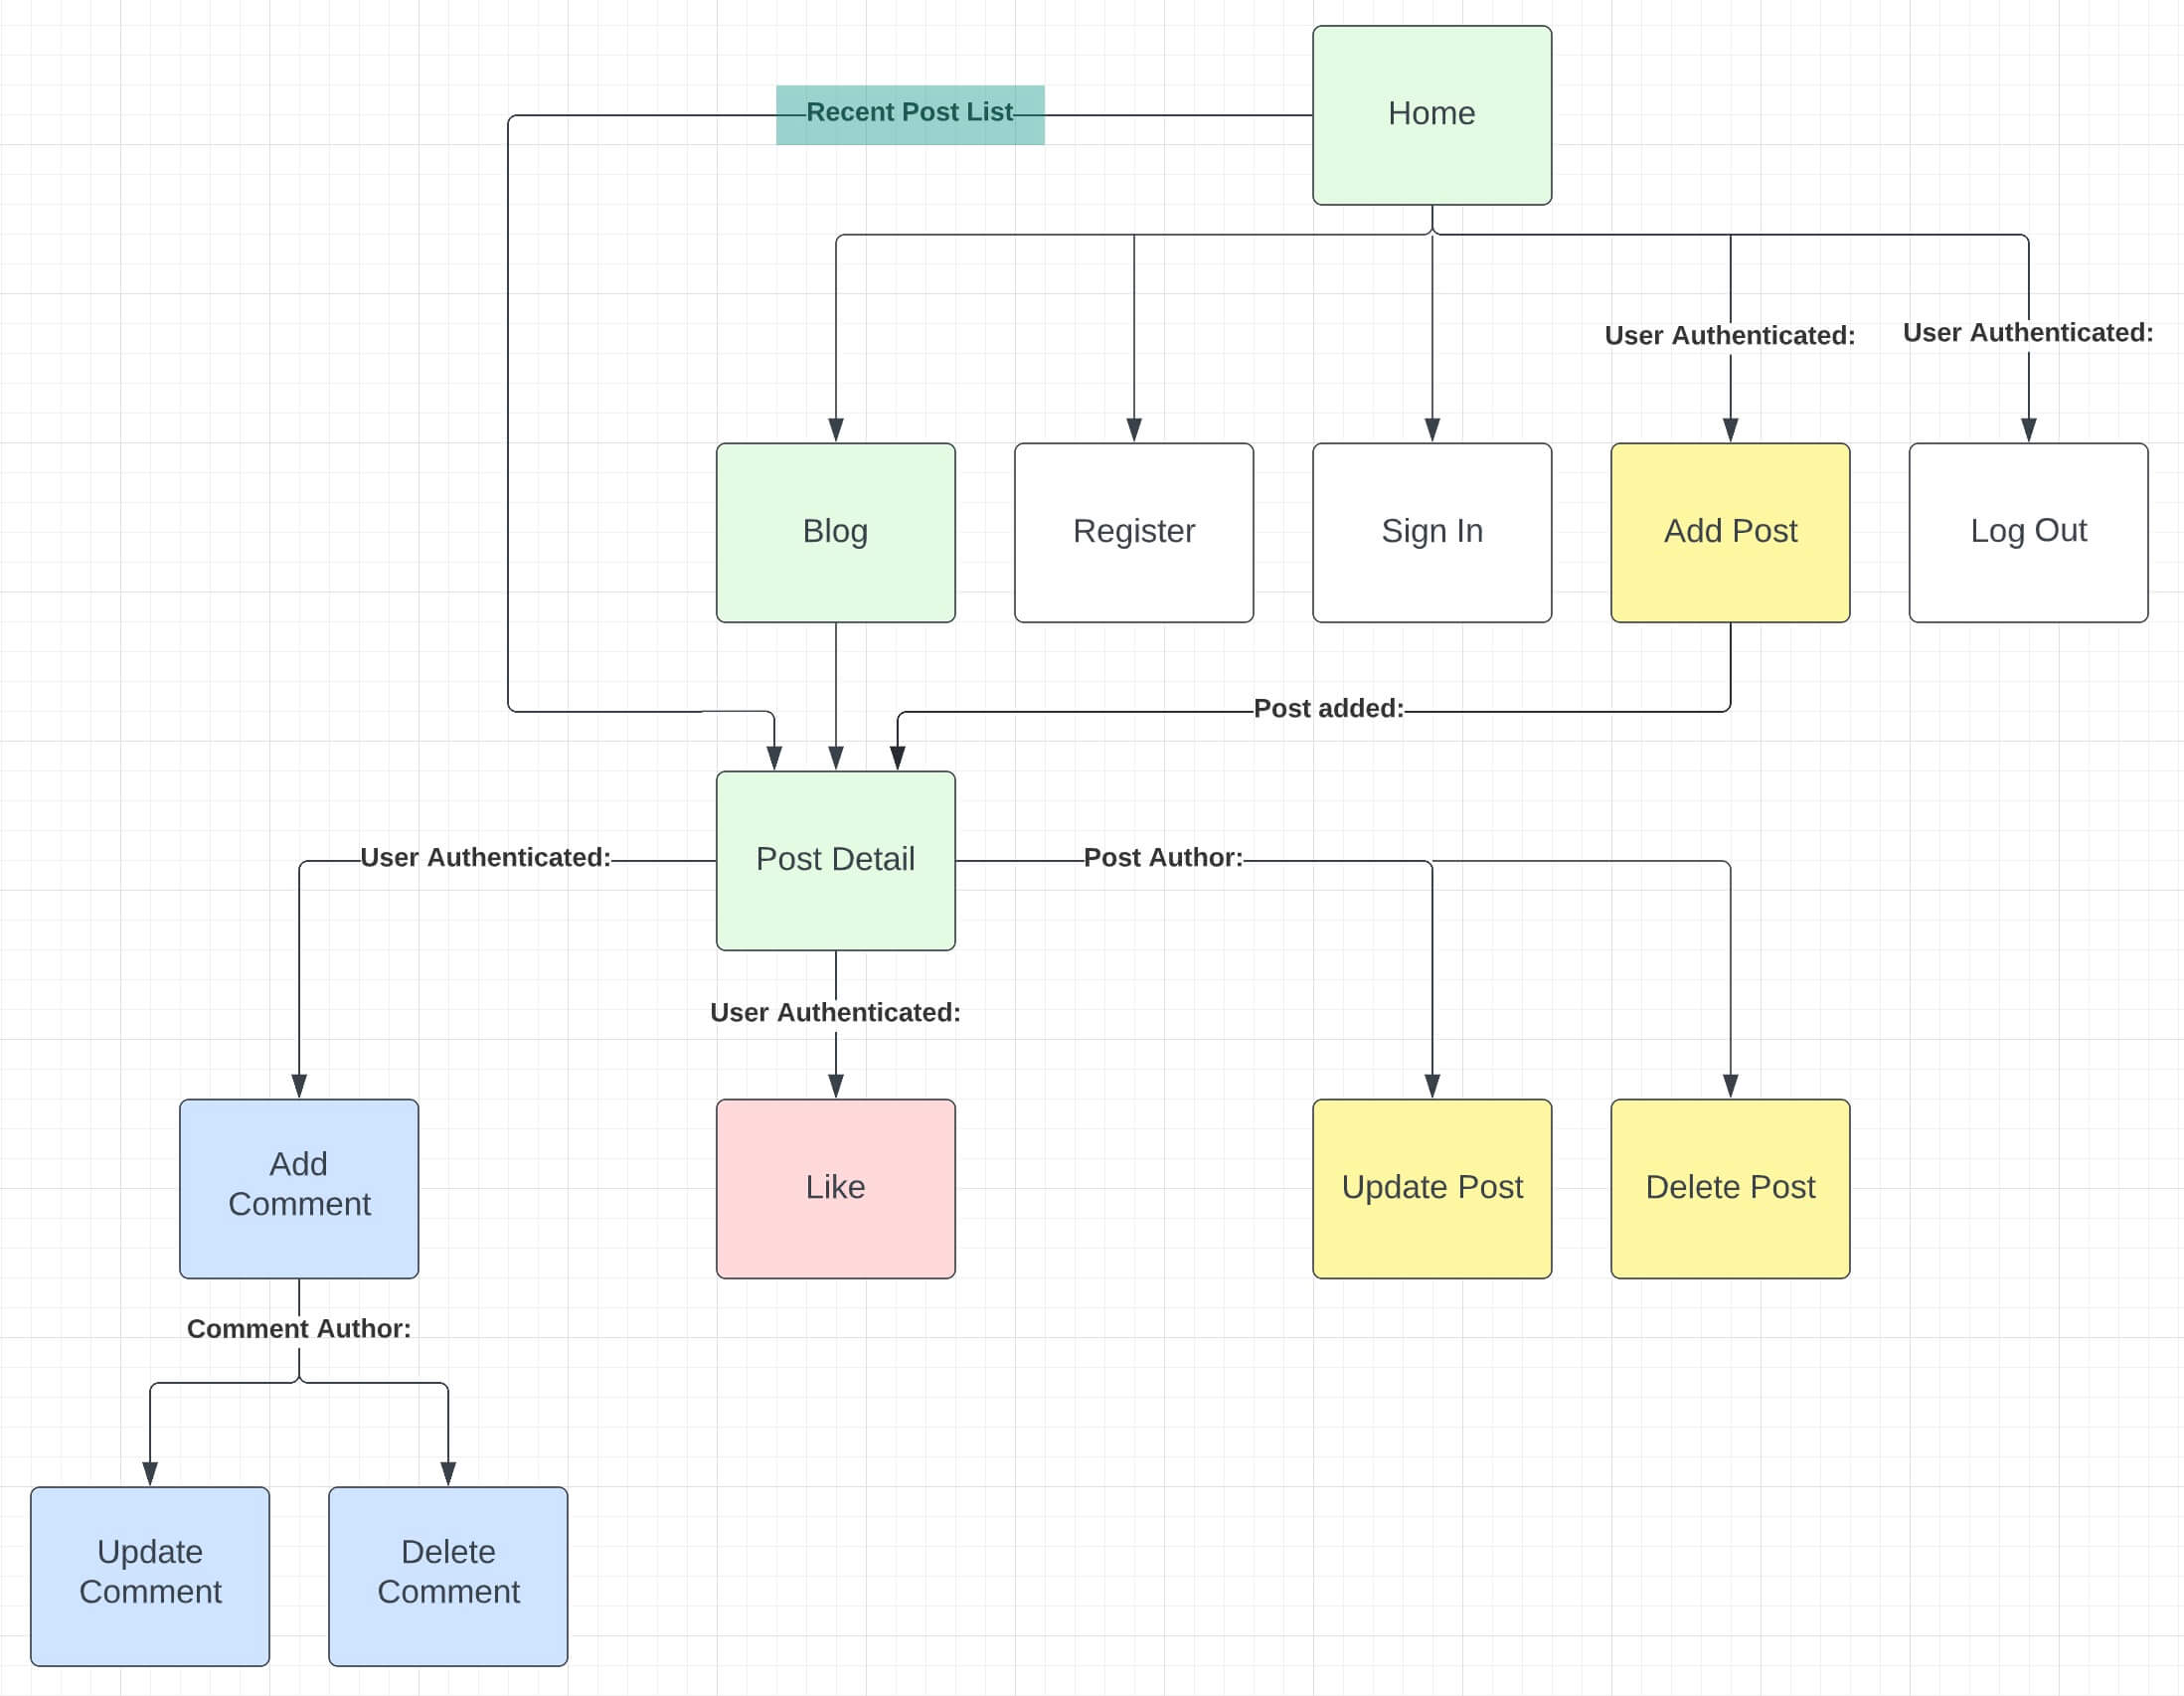 Home
Recent Post List
User Authenticated:
User Authenticated:
Blog
Register
Sign In
Add Post
Log Out
Post added:
User Authenticated:
Post Detail
Post Author:
User Authenticated:
Add
Comment
Like
Update Post
Delete Post
Comment Author:
Update
Comment
Delete
Comment